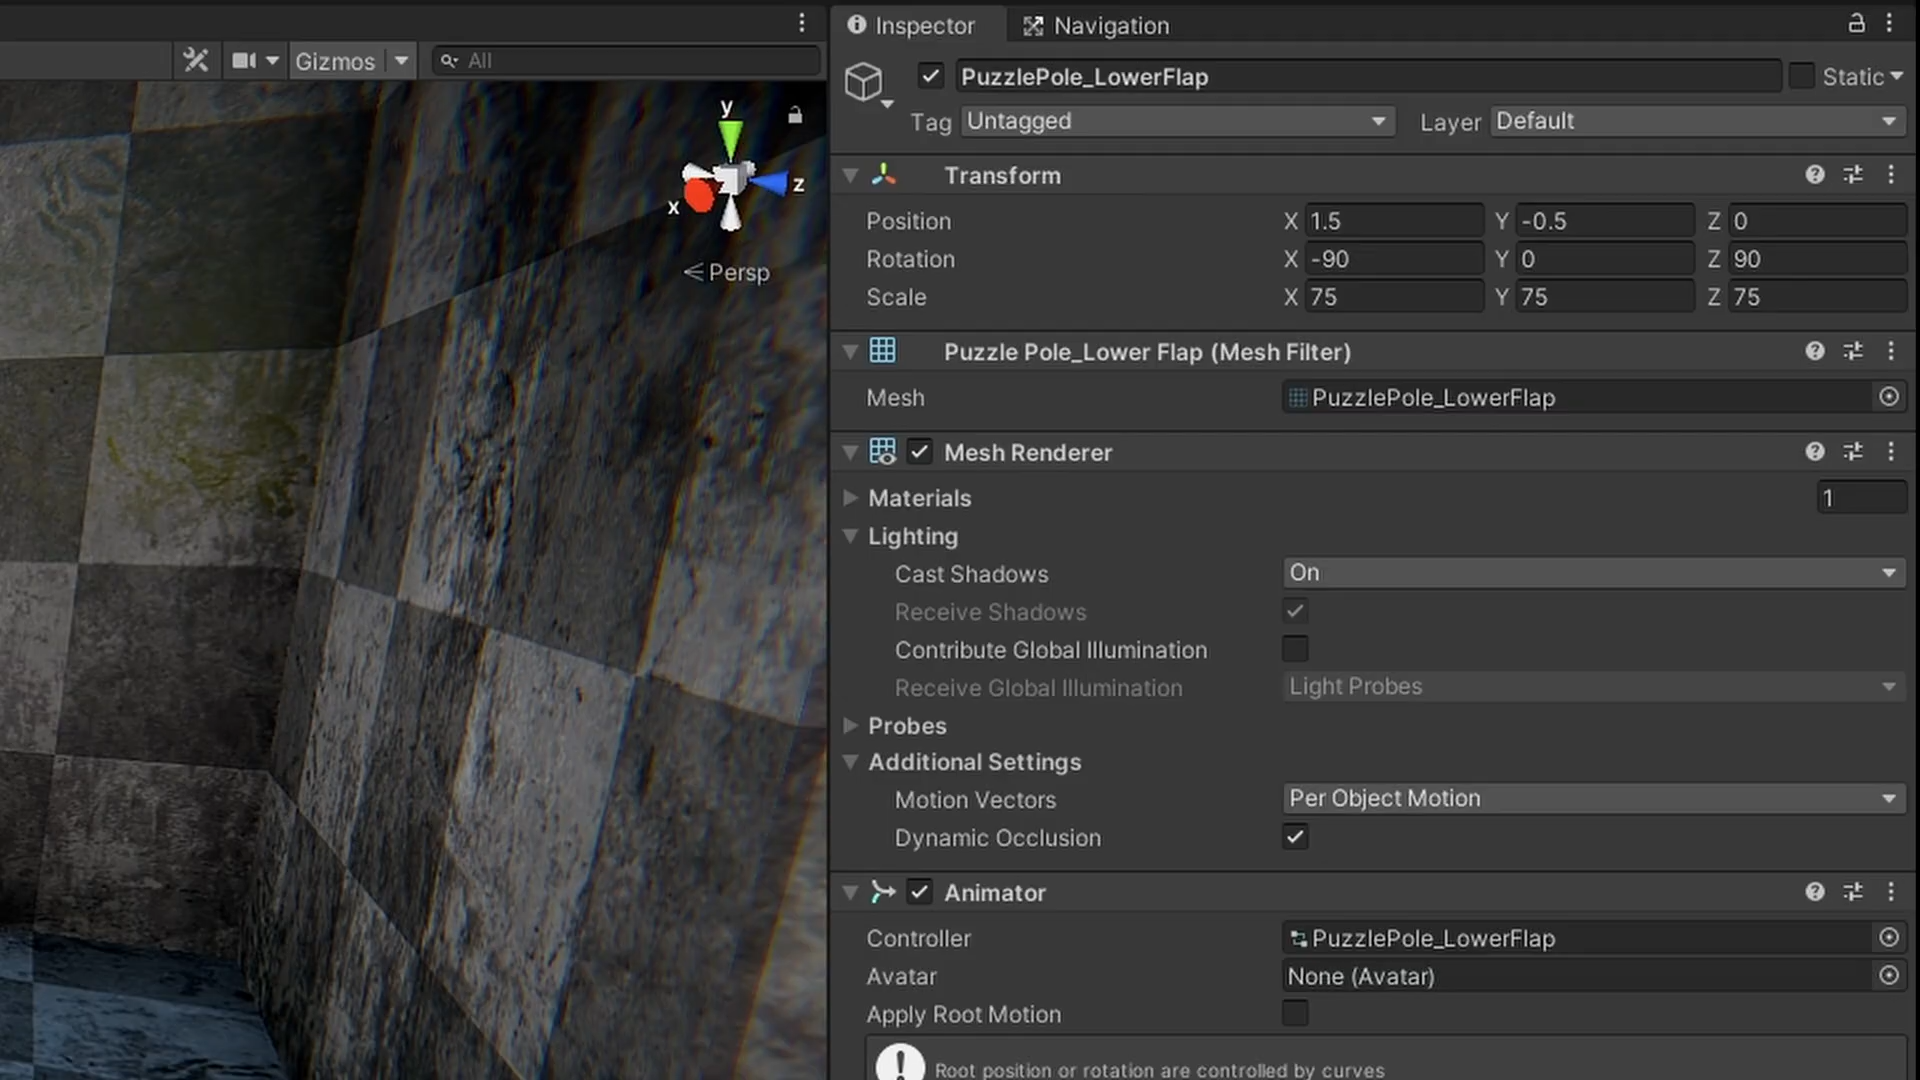 Inspector
Navigation
Gizmos
All
PuzzlePole_LowerFlap
Static
Tag
Untagged
Layer
Default
y
z
x
Persp
Transform
Position
X 1.5
Y -0.5
Z 0
Rotation
X -90
Y 0
Z 90
Scale
X 75
Y 75
Z 75
Puzzle Pole_Lower Flap (Mesh Filter)
Mesh
PuzzlePole_LowerFlap
Mesh Renderer
Materials
1
Lighting
Cast Shadows
On
Receive Shadows
Contribute Global Illumination
Receive Global Illumination
Light Probes
Probes
Additional Settings
Motion Vectors
Per Object Motion
Dynamic Occlusion
Animator
Controller
PuzzlePole_LowerFlap
Avatar
None (Avatar)
Apply Root Motion
Root position or rotation are controlled by curves